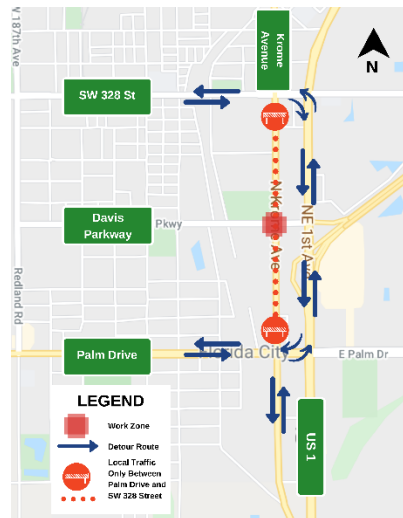 N 187th Ave
Krome
Avenue
N
SW 328 St
Davis
Parkway
Pkwy
N Krome Ave
NE 1st Ave
Redland Rd
Palm Drive
Florida City
E Palm Dr
LEGEND
Work Zone
Detour Route
Local Traffic
Only Between
Palm Drive and
SW 328 Street
US 1